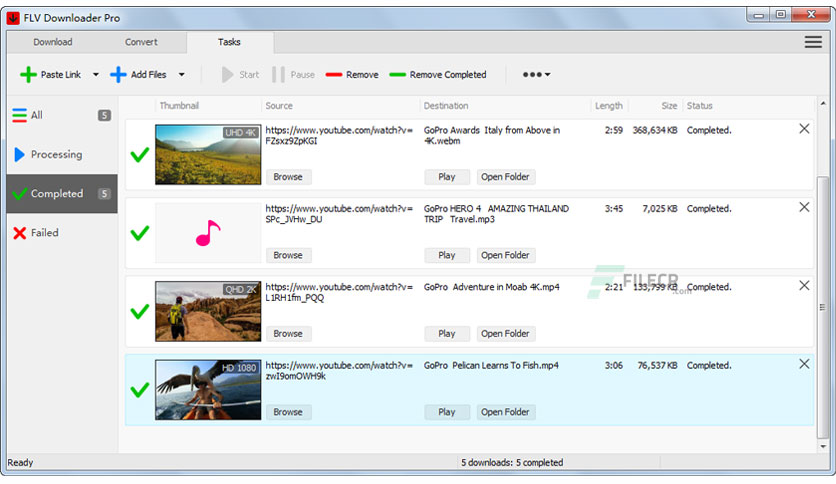 FLV Downloader Pro
Download Convert Tasks
Paste Link Add Files Start Pause Remove Remove Completed
All 5
Processing
Completed 5
Failed
Thumbnail Source Destination Length Size Status
UHD 4K
https://www.youtube.com/watch?v=
FZsxz9ZpKGI
GoPro Awards Italy from Above in
4K.webm
2:59 368,634 KB Completed.
Browse Play Open Folder
https://www.youtube.com/watch?v=
SPc_JVHw_DU
GoPro HERO 4 AMAZING THAILAND
TRIP Travel.mp3
3:45 7,025 KB Completed.
Browse Play Open Folder
QHD 2K
https://www.youtube.com/watch?v=
L1RH1fm_PQQ
GoPro Adventure in Moab 4K.mp4
2:21 133,799 KB Completed.
FILECR
.com
Browse Play Open Folder
HD 1080
https://www.youtube.com/watch?v=
zwI9omOWH9k
GoPro Pelican Learns To Fish.mp4
3:06 76,537 KB Completed.
Browse Play Open Folder
Ready 5 downloads: 5 completed